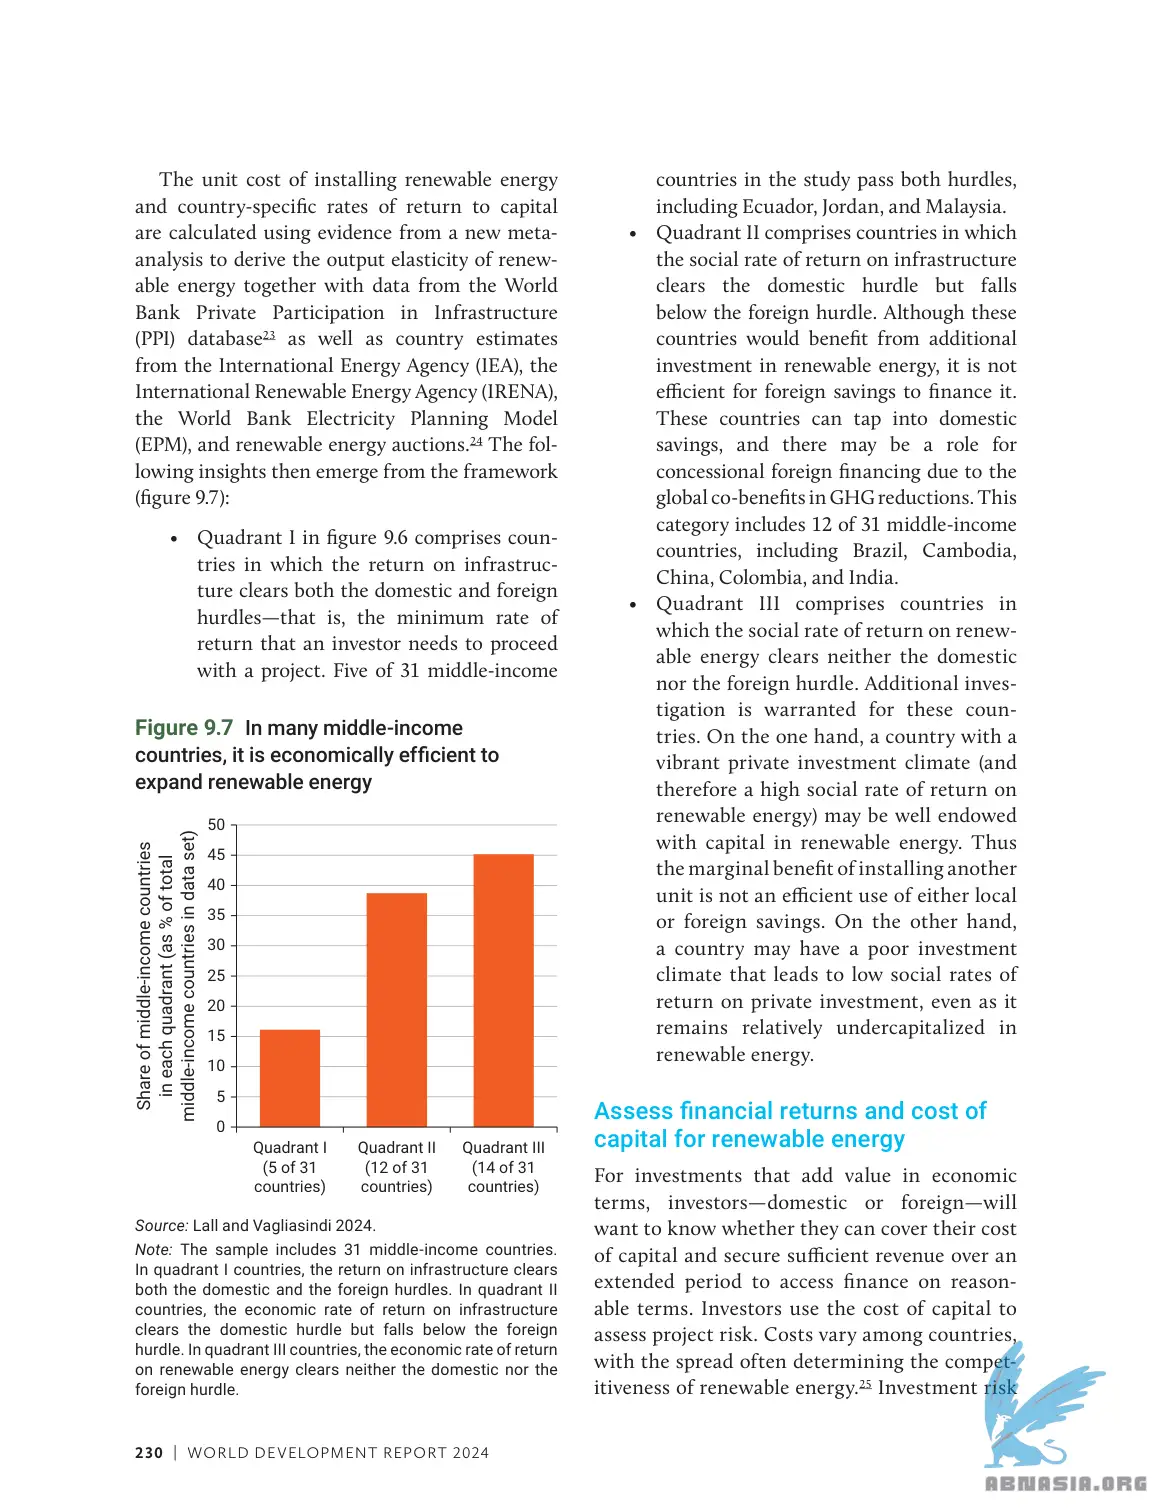 The unit cost of installing renewable energy
and country-specific rates of return to capital
are calculated using evidence from a new meta-
analysis to derive the output elasticity of renew-
able energy together with data from the World
Bank Private Participation in Infrastructure
(PPI) database23 as well as country estimates
from the International Energy Agency (IEA), the
International Renewable Energy Agency (IRENA),
the World Bank Electricity Planning Model
(EPM), and renewable energy auctions.24 The fol-
lowing insights then emerge from the framework
(figure 9.7):
• Quadrant I in figure 9.6 comprises coun-
tries in which the return on infrastruc-
ture clears both the domestic and foreign
hurdles—that is, the minimum rate of
return that an investor needs to proceed
with a project. Five of 31 middle-income
Figure 9.7 In many middle-income
countries, it is economically efficient to
expand renewable energy
Share of middle-income countries
in each quadrant (as % of total
middle-income countries in data set)
50
45
40
35
30
25
20
15
10
5
0
Quadrant I
(5 of 31
countries)
Quadrant II
(12 of 31
countries)
Quadrant III
(14 of 31
countries)
Source: Lall and Vagliasindi 2024.
Note: The sample includes 31 middle-income countries.
In quadrant I countries, the return on infrastructure clears
both the domestic and the foreign hurdles. In quadrant II
countries, the economic rate of return on infrastructure
clears the domestic hurdle but falls below the foreign
hurdle. In quadrant III countries, the economic rate of return
on renewable energy clears neither the domestic nor the
foreign hurdle.
countries in the study pass both hurdles,
including Ecuador, Jordan, and Malaysia.
• Quadrant II comprises countries in which
the social rate of return on infrastructure
clears the domestic hurdle but falls
below the foreign hurdle. Although these
countries would benefit from additional
investment in renewable energy, it is not
efficient for foreign savings to finance it.
These countries can tap into domestic
savings, and there may be a role for
concessional foreign financing due to the
global co-benefits in GHG reductions. This
category includes 12 of 31 middle-income
countries, including Brazil, Cambodia,
China, Colombia, and India.
• Quadrant III comprises countries in
which the social rate of return on renew-
able energy clears neither the domestic
nor the foreign hurdle. Additional inves-
tigation is warranted for these coun-
tries. On the one hand, a country with a
vibrant private investment climate (and
therefore a high social rate of return on
renewable energy) may be well endowed
with capital in renewable energy. Thus
the marginal benefit of installing another
unit is not an efficient use of either local
or foreign savings. On the other hand,
a country may have a poor investment
climate that leads to low social rates of
return on private investment, even as it
remains relatively undercapitalized in
renewable energy.
Assess financial returns and cost of
capital for renewable energy
For investments that add value in economic
terms, investors—domestic or foreign—will
want to know whether they can cover their cost
of capital and secure sufficient revenue over an
extended period to access finance on reason-
able terms. Investors use the cost of capital to
assess project risk. Costs vary among countries,
with the spread often determining the compet-
itiveness of renewable energy.25 Investment risk
230 | WORLD DEVELOPMENT REPORT 2024
ABNASIA.ORG